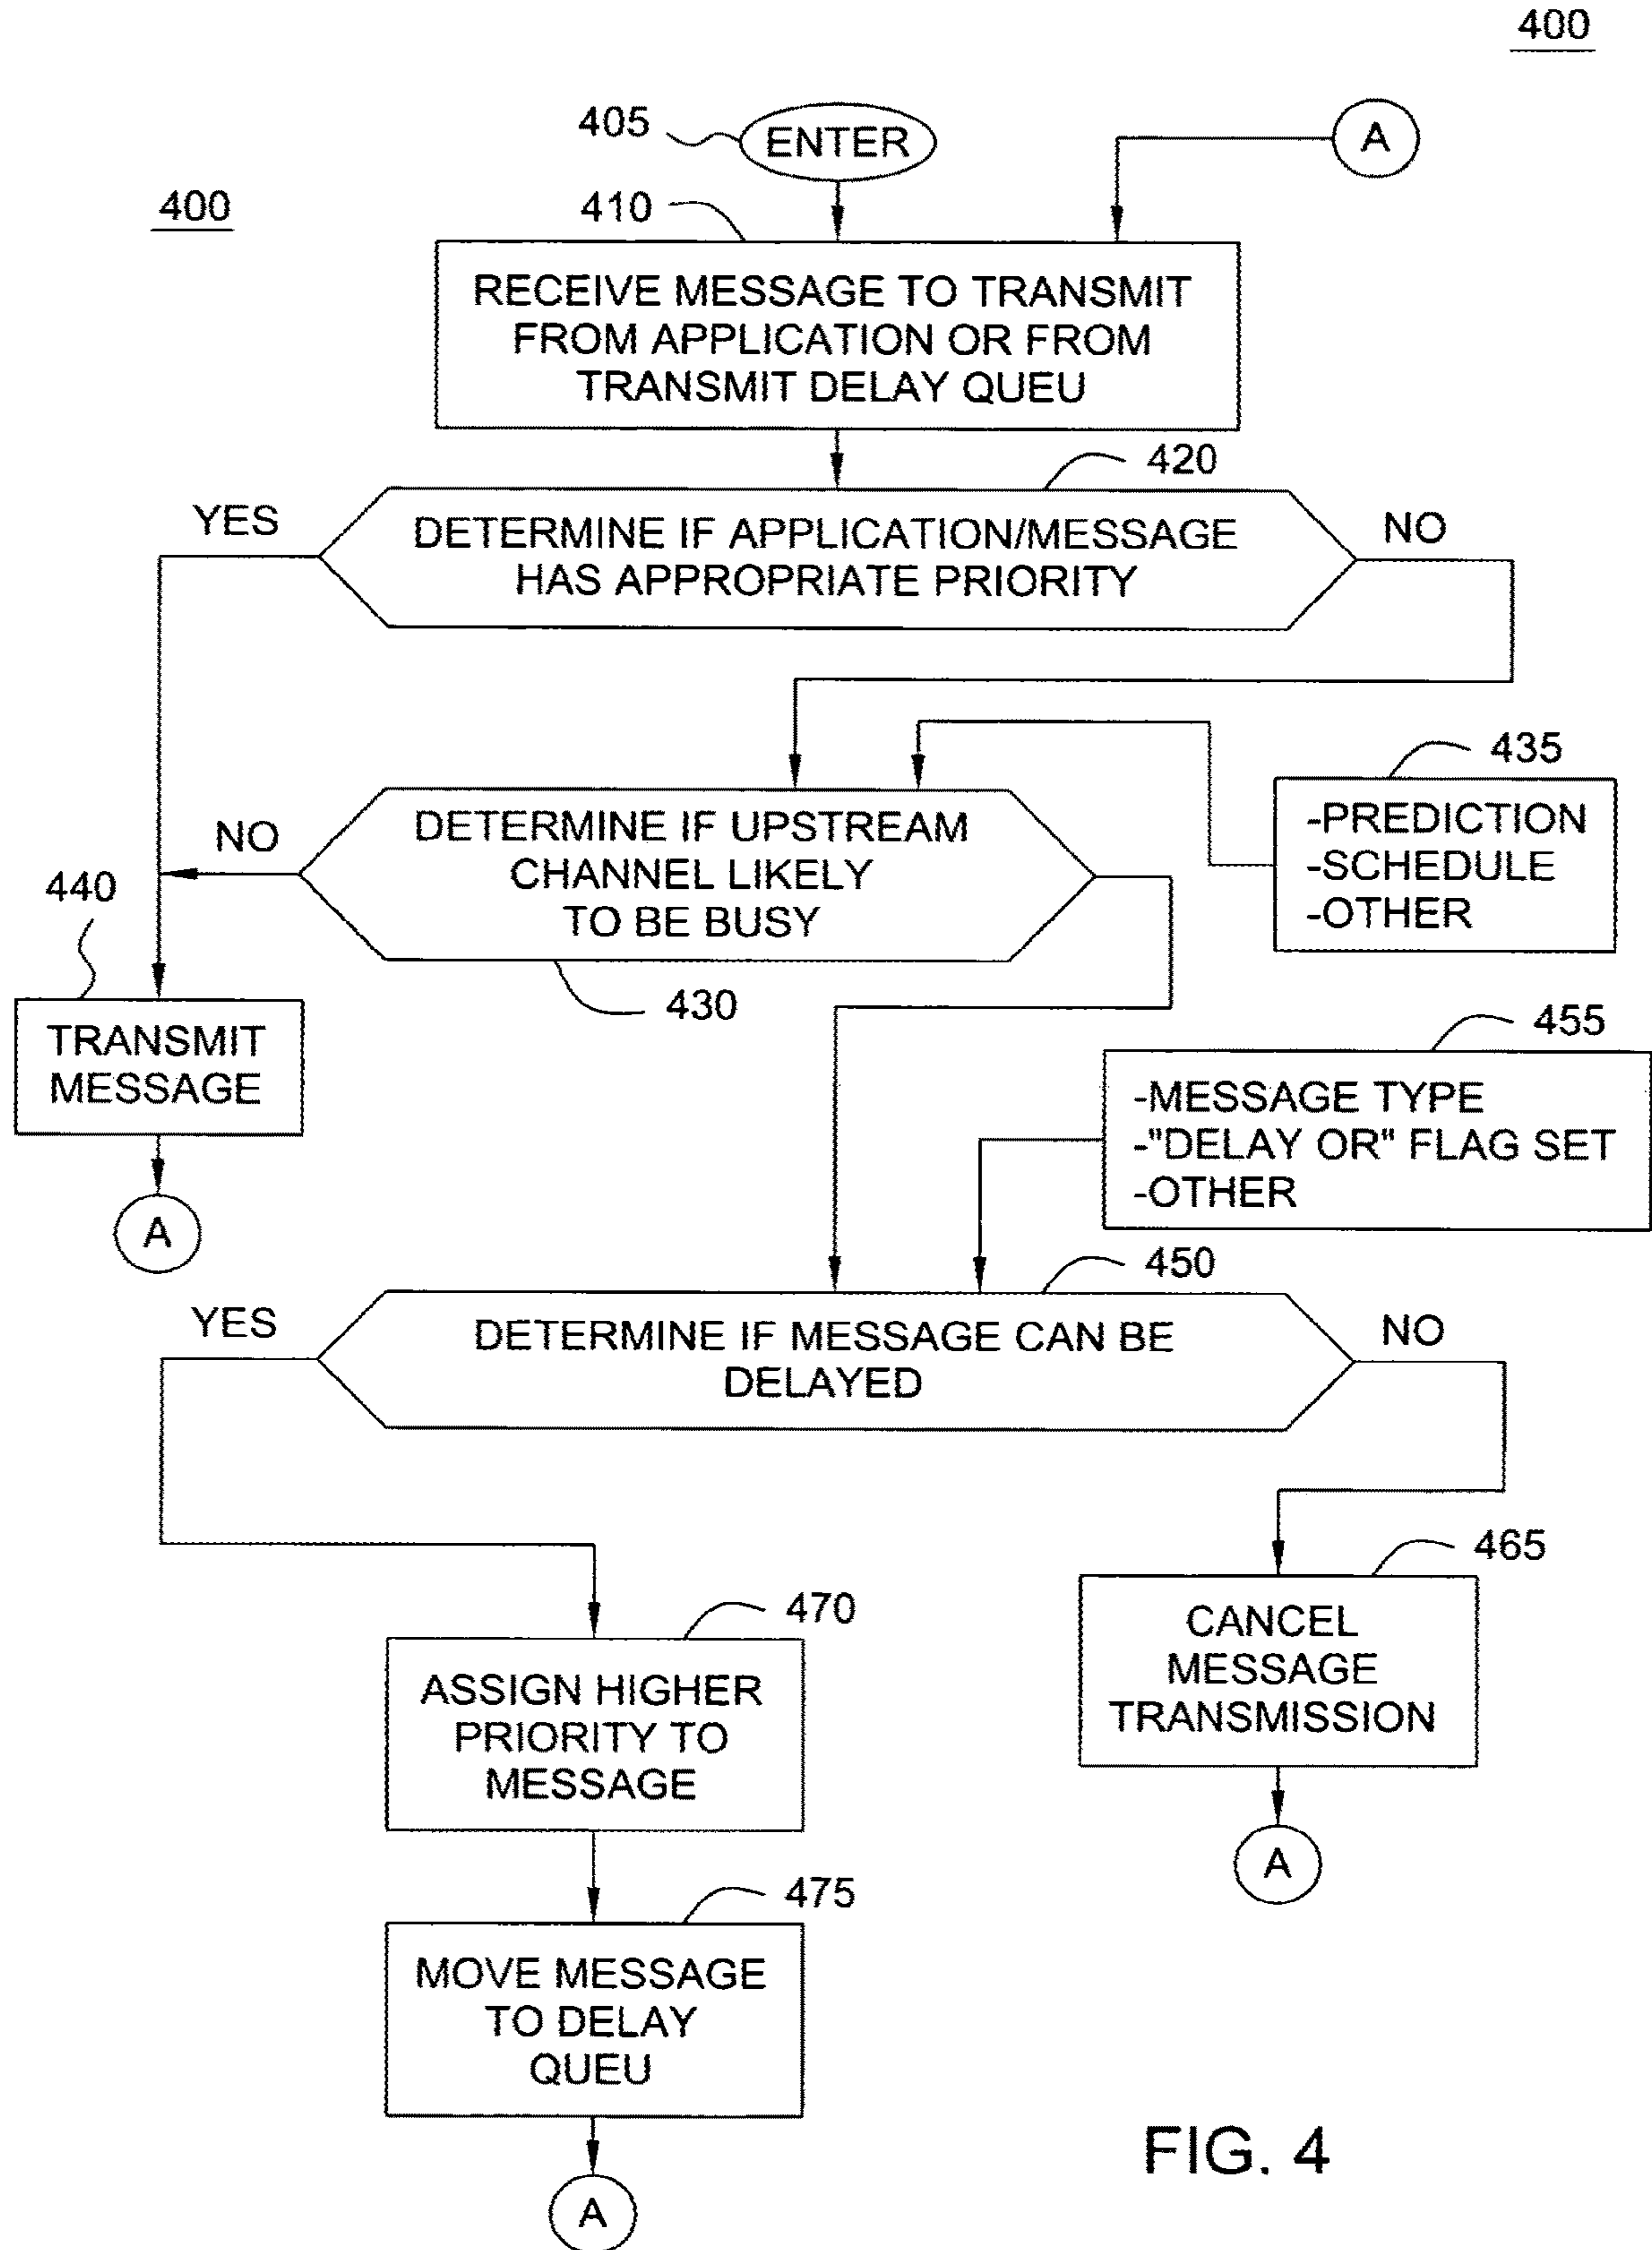 400
405
ENTER
A
400
410
RECEIVE MESSAGE TO TRANSMIT
FROM APPLICATION OR FROM
TRANSMIT DELAY QUEU
420
YES
DETERMINE IF APPLICATION/MESSAGE
HAS APPROPRIATE PRIORITY
NO
435
-PREDICTION
-SCHEDULE
-OTHER
NO
DETERMINE IF UPSTREAM
CHANNEL LIKELY
TO BE BUSY
430
440
TRANSMIT
MESSAGE
A
455
-MESSAGE TYPE
-"DELAY OR" FLAG SET
-OTHER
450
YES
DETERMINE IF MESSAGE CAN BE
DELAYED
NO
465
CANCEL
MESSAGE
TRANSMISSION
A
470
ASSIGN HIGHER
PRIORITY TO
MESSAGE
475
MOVE MESSAGE
TO DELAY
QUEU
A
FIG. 4